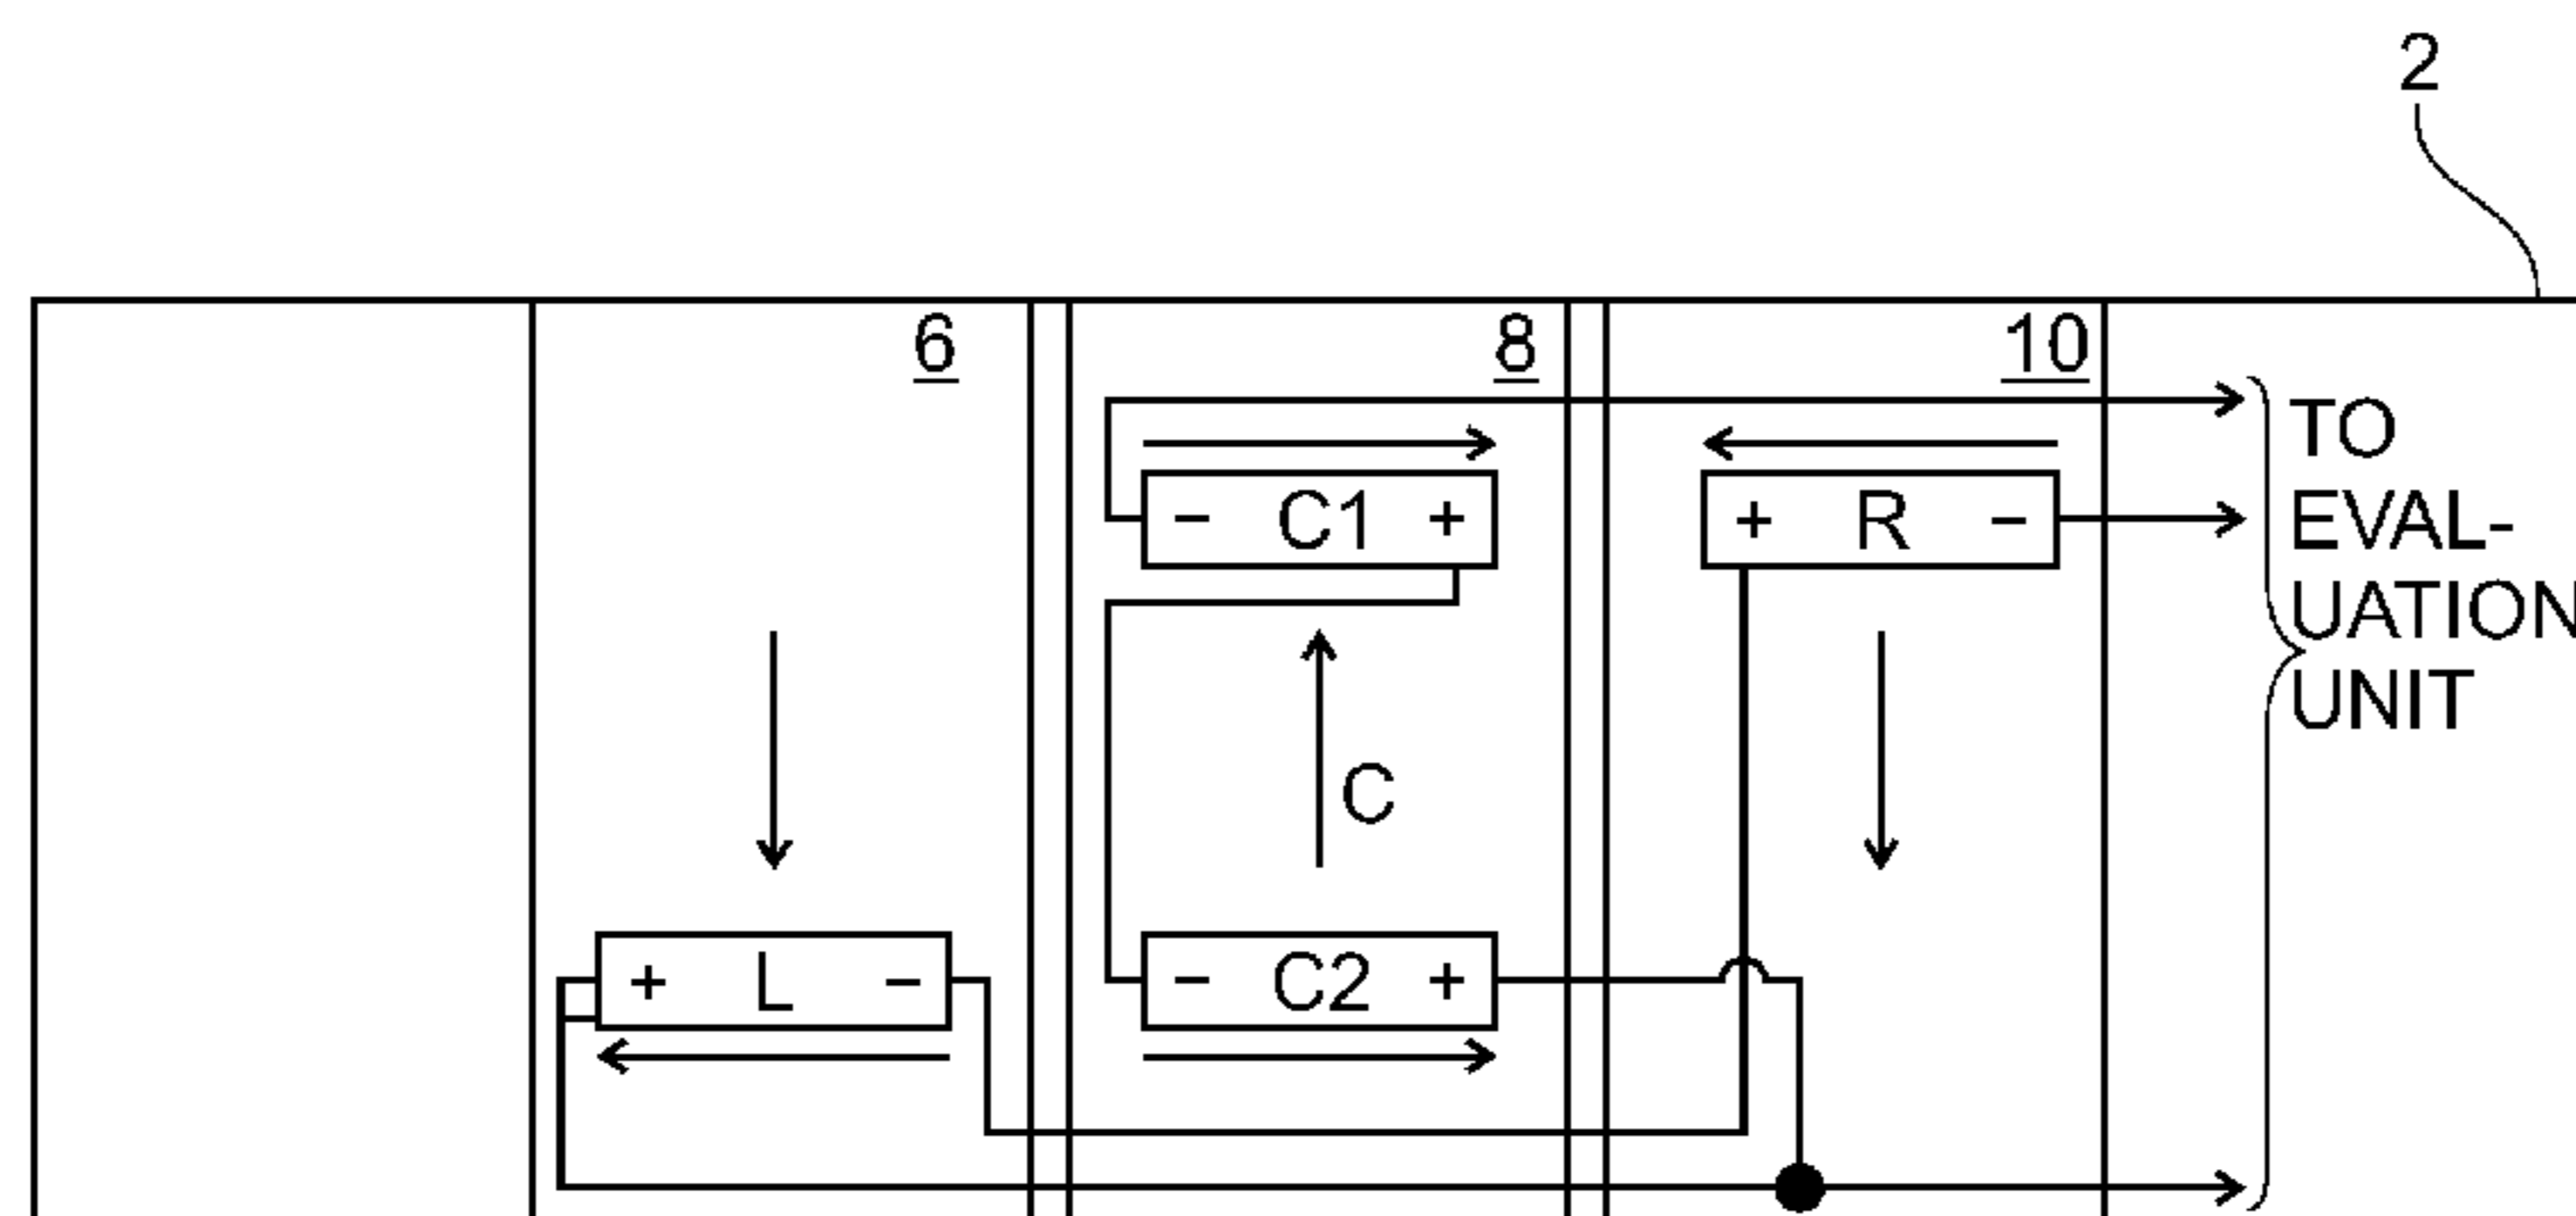 2
6
8
10
TO
EVAL-
UATION
UNIT
− C1 +
+ R −
C
+ L −
− C2 +